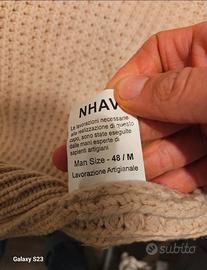 NHAV
Le lavorazioni necessarie
alla realizzazione di questo
capo, sono state eseguite
dalle mani esperte di
sapienti artigiani
Man Size - 48 / M
Lavorazione Artigianale
Galaxy S23
subito